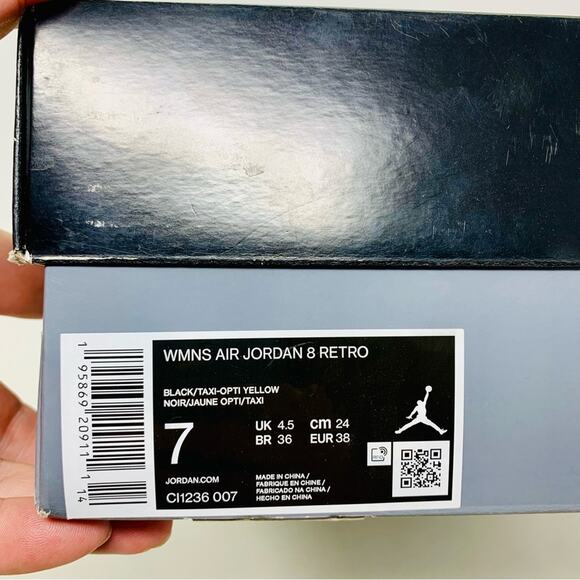 WMNS AIR JORDAN 8 RETRO
BLACK/TAXI-OPTI YELLOW
NOIR/JAUNE OPTI/TAXI
7
UK 4.5 cm 24
BR 36 EUR 38
JORDAN.COM
CI1236 007
MADE IN CHINA /
FABRIQUE EN CHINE /
FABRICADO NA CHINA /
HECHO EN CHINA
1 95869 20911 1 14